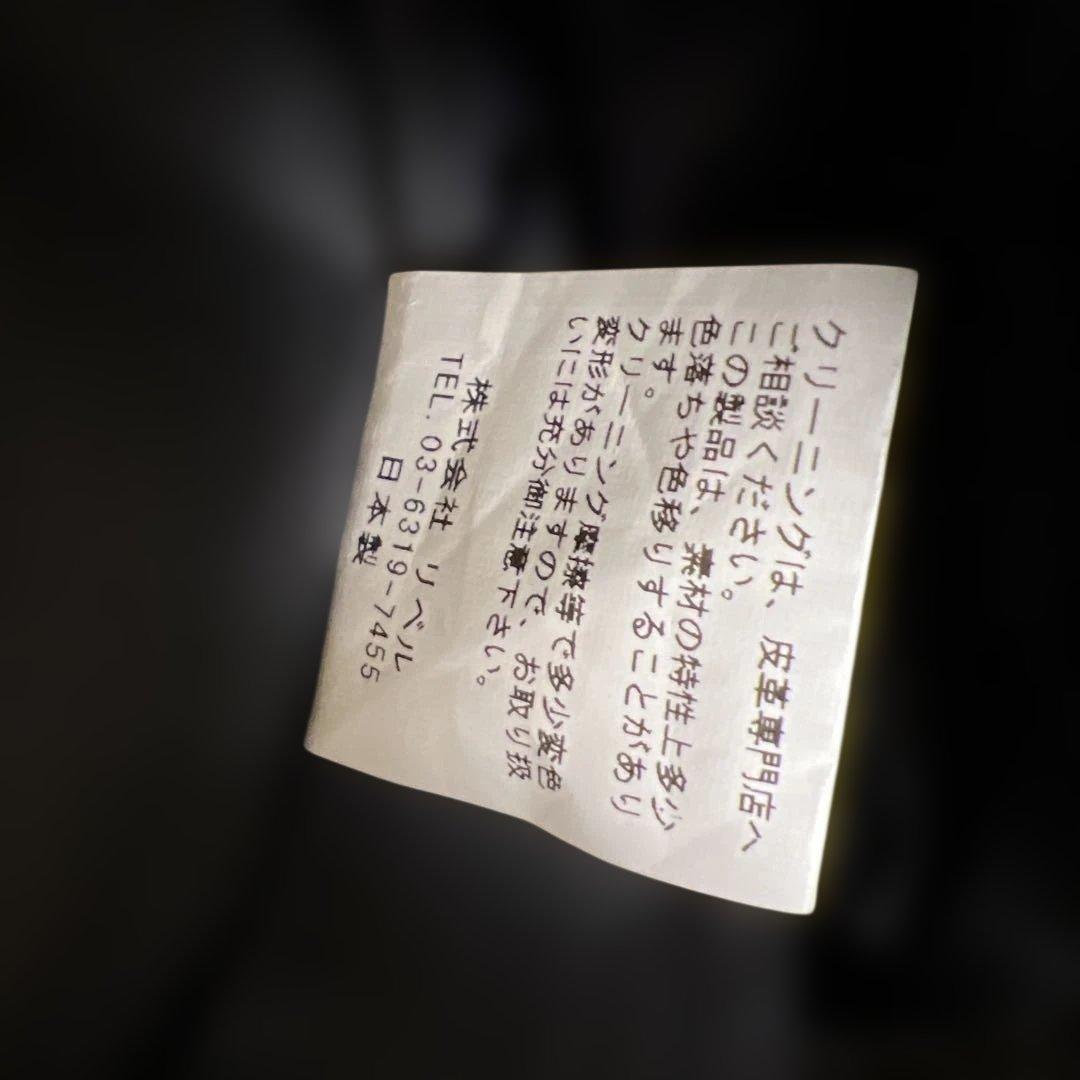 クリーニングは、皮革専門店へ
ご相談ください。
この製品は、素材の特性上多少
色落ちや色移りすることがあり
ます。
クリーニング摩擦等で多少変色
変形がありますので、お取り扱
いには充分御注意下さい。
株式会社 リベル
TEL. 03-6319-7455
日本製